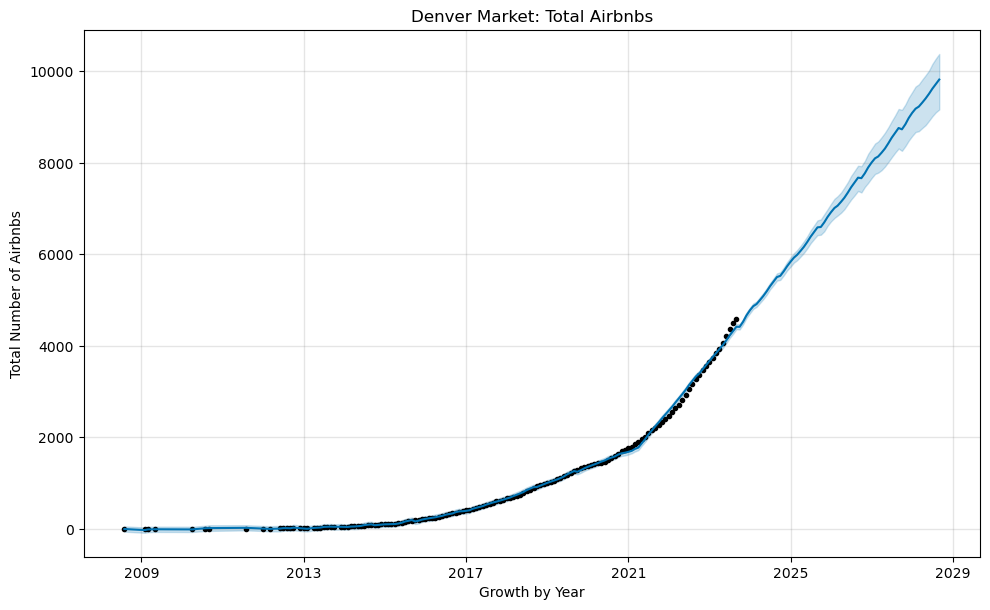 Denver Market: Total Airbnbs
Total Number of Airbnbs
10000
8000
6000
4000
2000
0
2009 2013 2017 2021 2025 2029
Growth by Year